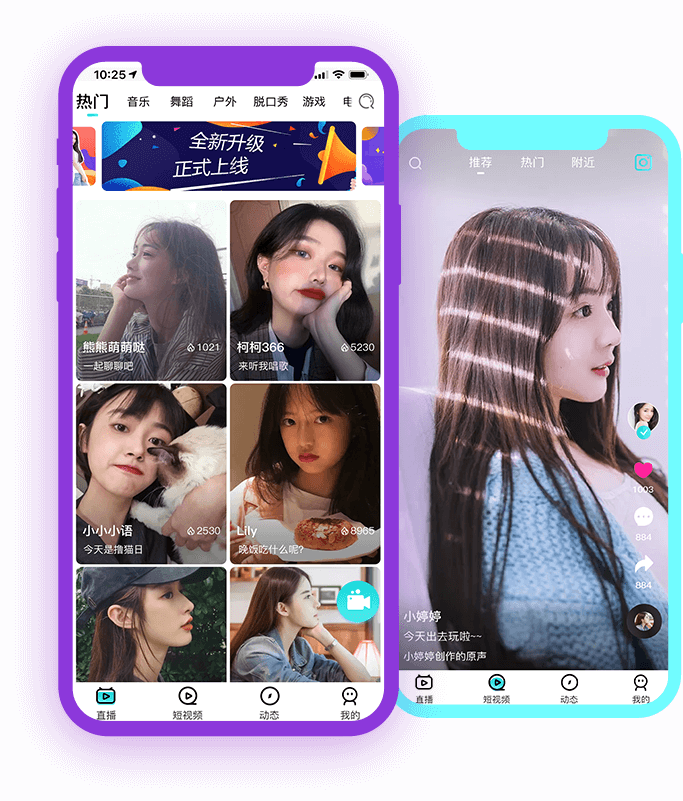 10:25
热门 音乐 舞蹈 户外 脱口秀 游戏
全新升级
正式上线
熊熊萌萌哒 1021
一起聊聊吧
柯柯366 5230
来听我唱歌
小小小语 2530
今天是撸猫日
Lily 8965
晚饭吃什么呢?
直播 短视频 动态 我的
推荐 热门 附近
1003
884
884
小婷婷
今天出去玩啦~~
小婷婷创作的原声
直播 短视频 动态 我的